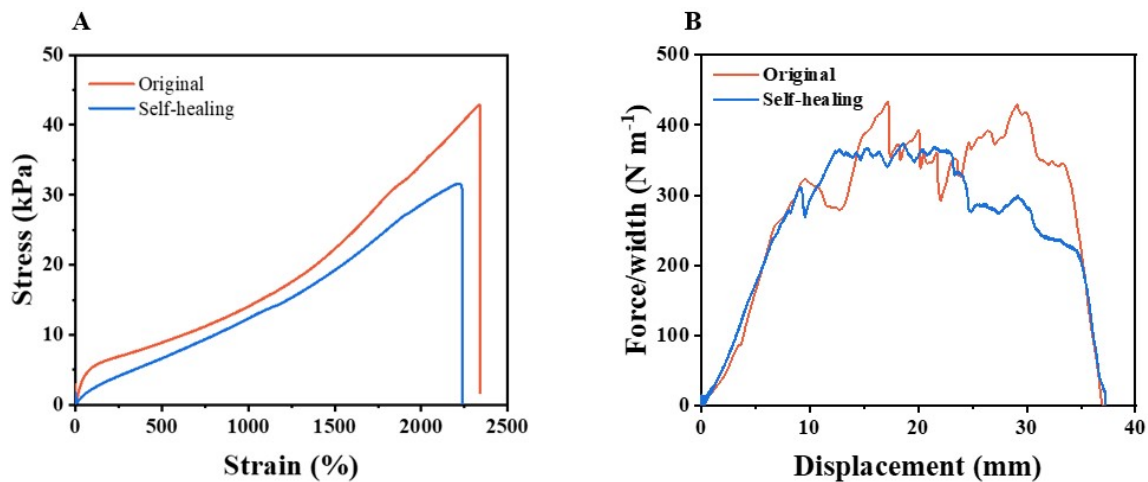 A
Stress (kPa)
50
40
30
20
10
0
Original
Self-healing
0 500 1000 1500 2000 2500
Strain (%)
B
Force/width (N m⁻¹)
500
400
300
200
100
0
Original
Self-healing
0 10 20 30 40
Displacement (mm)